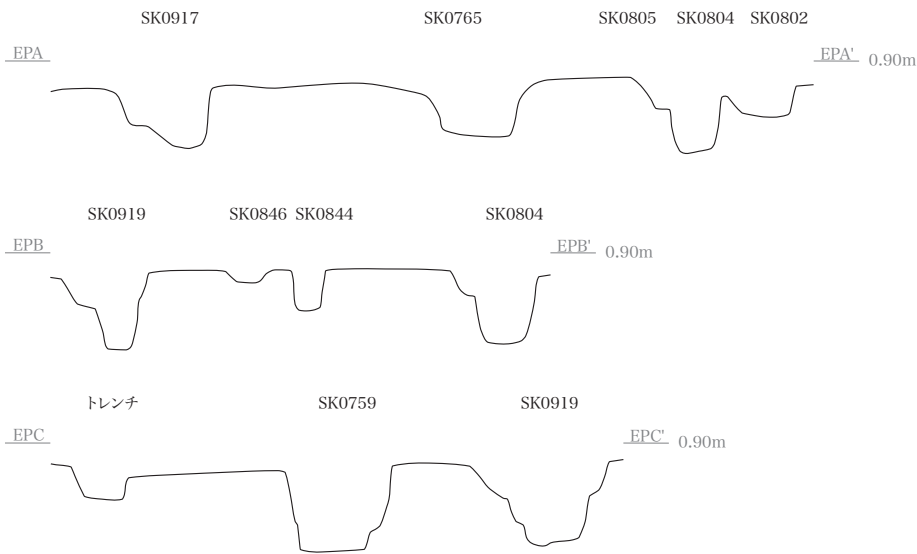 SK0917 SK0765 SK0805 SK0804 SK0802
EPA EPA' 0.90m
SK0919 SK0846 SK0844 SK0804
EPB EPB' 0.90m
トレンチ SK0759 SK0919
EPC EPC' 0.90m